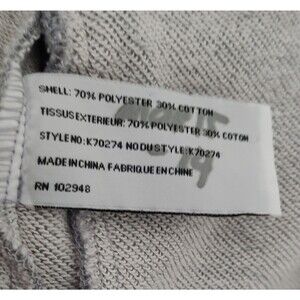 SHELL: 70% POLYESTER 30% COTTON
TISSUS EXTERIEUR: 70% POLYESTER 30% COTON
STYLE NO: K70274 NO DU STYLE: K70274
MADE IN CHINA FABRIQUE EN CHINE
RN 102948